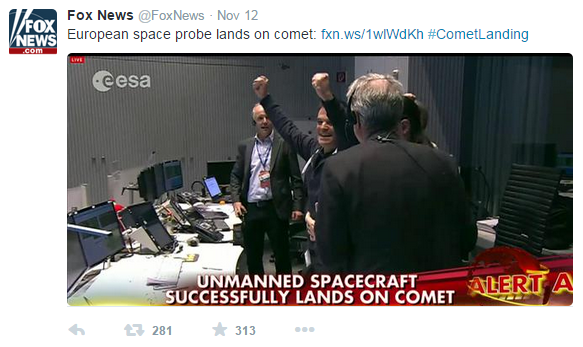 FOX
NEWS
.com
Fox News @FoxNews · Nov 12
European space probe lands on comet: fxn.ws/1wlWdKh #CometLanding
LIVE
esa
UNMANNED SPACECRAFT
SUCCESSFULLY LANDS ON COMET
ALERT A
281
313